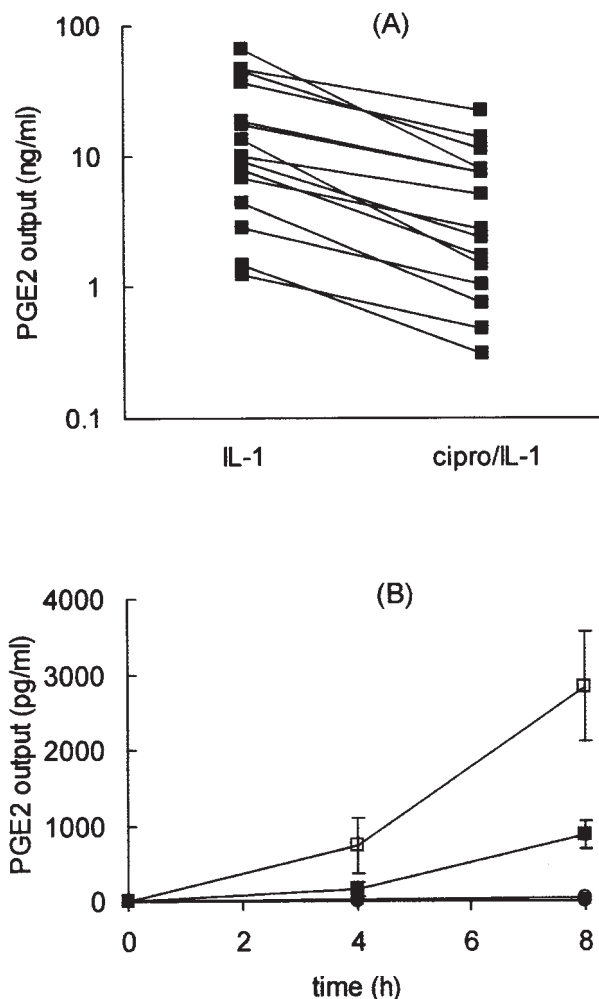 (A)
PGE2 output (ng/ml)
100
10
1
0.1
IL-1
cipro/IL-1
(B)
PGE2 output (pg/ml)
4000
3000
2000
1000
0
0
2
4
6
8
time (h)